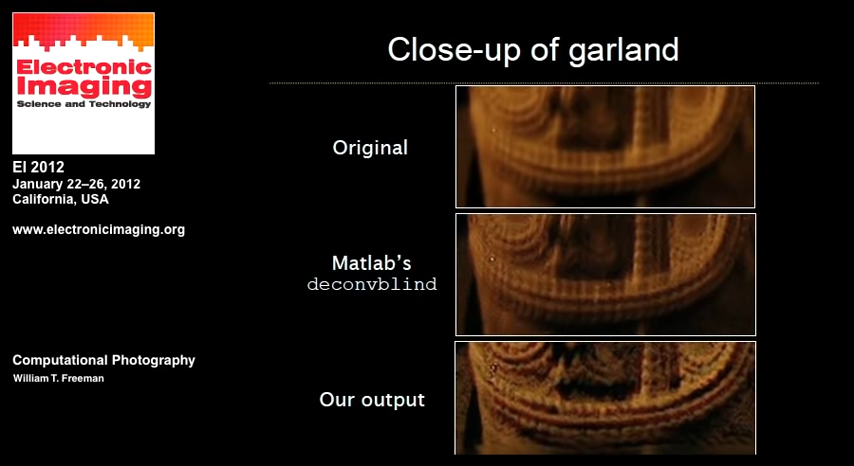 Electronic
Imaging
Science and Technology
EI 2012
January 22–26, 2012
California, USA
www.electronicimaging.org
Computational Photography
William T. Freeman
Close-up of garland
Original
Matlab’s
deconvblind
Our output